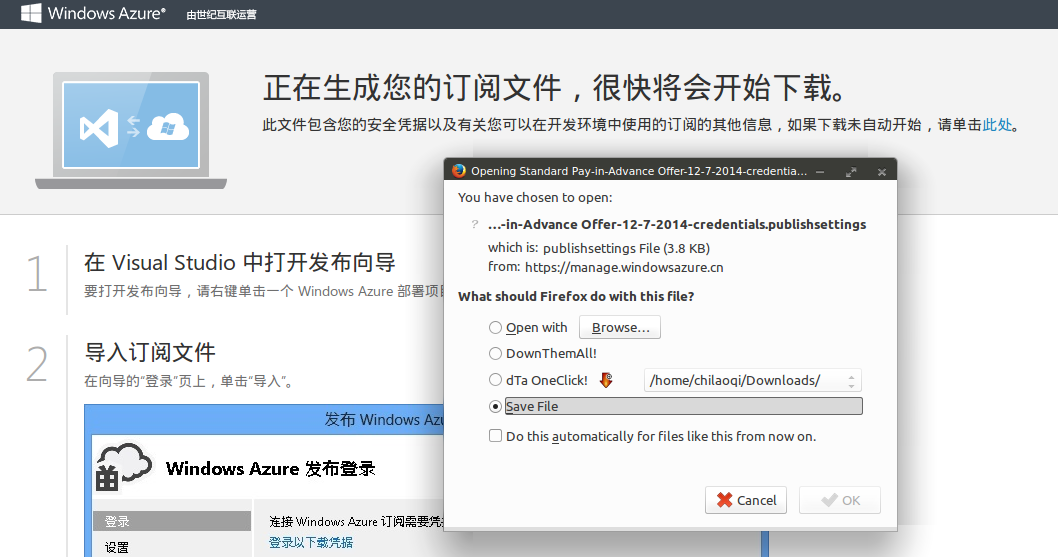 Windows Azure® 由世纪互联运营
正在生成您的订阅文件，很快将会开始下载。
此文件包含您的安全凭据以及有关您可以在开发环境中使用的订阅的其他信息，如果下载未自动开始，请单击此处。
Opening Standard Pay-in-Advance Offer-12-7-2014-credentia...
You have chosen to open:
? ...-in-Advance Offer-12-7-2014-credentials.publishsettings
which is: publishsettings File (3.8 KB)
from: https://manage.windowsazure.cn
What should Firefox do with this file?
Open with Browse...
DownThemAll!
dTa OneClick! /home/chilaoqi/Downloads/
Save File
Do this automatically for files like this from now on.
Cancel OK
1 在 Visual Studio 中打开发布向导
要打开发布向导，请右键单击一个 Windows Azure 部署项目
2 导入订阅文件
在向导的“登录”页上，单击“导入”。
发布 Windows Azu
Windows Azure 发布登录
登录
设置
连接 Windows Azure 订阅需要凭据
登录以下载凭据